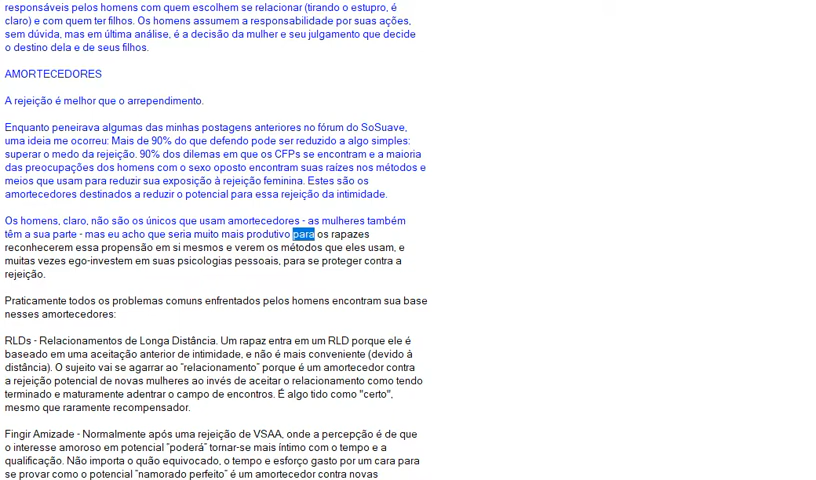 responsáveis pelos homens com quem escolhem se relacionar (tirando o estupro, é
claro) e com quem ter filhos. Os homens assumem a responsabilidade por suas ações,
sem dúvida, mas em última análise, é a decisão da mulher e seu julgamento que decide
o destino dela e de seus filhos.
AMORTECEDORES
A rejeição é melhor que o arrependimento.
Enquanto peneirava algumas das minhas postagens anteriores no fórum do SoSuave,
uma ideia me ocorreu: Mais de 90% do que defendo pode ser reduzido a algo simples:
superar o medo da rejeição. 90% dos dilemas em que os CFPs se encontram e a maioria
das preocupações dos homens com o sexo oposto encontram suas raízes nos métodos e
meios que usam para reduzir sua exposição à rejeição feminina. Estes são os
amortecedores destinados a reduzir o potencial para essa rejeição da intimidade.
Os homens, claro, não são os únicos que usam amortecedores - as mulheres também
têm a sua parte - mas eu acho que seria muito mais produtivo para os rapazes
reconhecerem essa propensão em si mesmos e verem os métodos que eles usam, e
muitas vezes ego-investem em suas psicologias pessoais, para se proteger contra a
rejeição.
Praticamente todos os problemas comuns enfrentados pelos homens encontram sua base
nesses amortecedores:
RLDs - Relacionamentos de Longa Distância. Um rapaz entra em um RLD porque ele é
baseado em uma aceitação anterior de intimidade, e não é mais conveniente (devido à
distância). O sujeito vai se agarrar ao "relacionamento" porque é um amortecedor contra
a rejeição potencial de novas mulheres ao invés de aceitar o relacionamento como tendo
terminado e maturamente adentrar o campo de encontros. É algo tido como "certo",
mesmo que raramente recompensador.
Fingir Amizade - Normalmente após uma rejeição de VSAA, onde a percepção é de que
o interesse amoroso em potencial "poderá" tornar-se mais íntimo com o tempo e a
qualificação. Não importa o quão equivocado, o tempo e esforço gasto por um cara para
se provar como o potencial "namorado perfeito" é um amortecedor contra novas